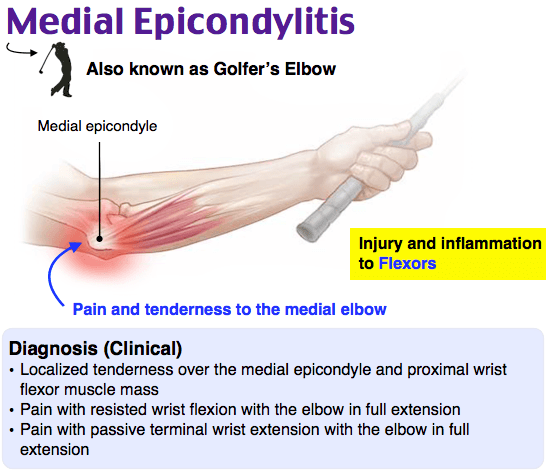 Medial Epicondylitis
Also known as Golfer's Elbow
Medial epicondyle
Injury and inflammation
to Flexors
Pain and tenderness to the medial elbow
Diagnosis (Clinical)
• Localized tenderness over the medial epicondyle and proximal wrist
flexor muscle mass
• Pain with resisted wrist flexion with the elbow in full extension
• Pain with passive terminal wrist extension with the elbow in full
extension